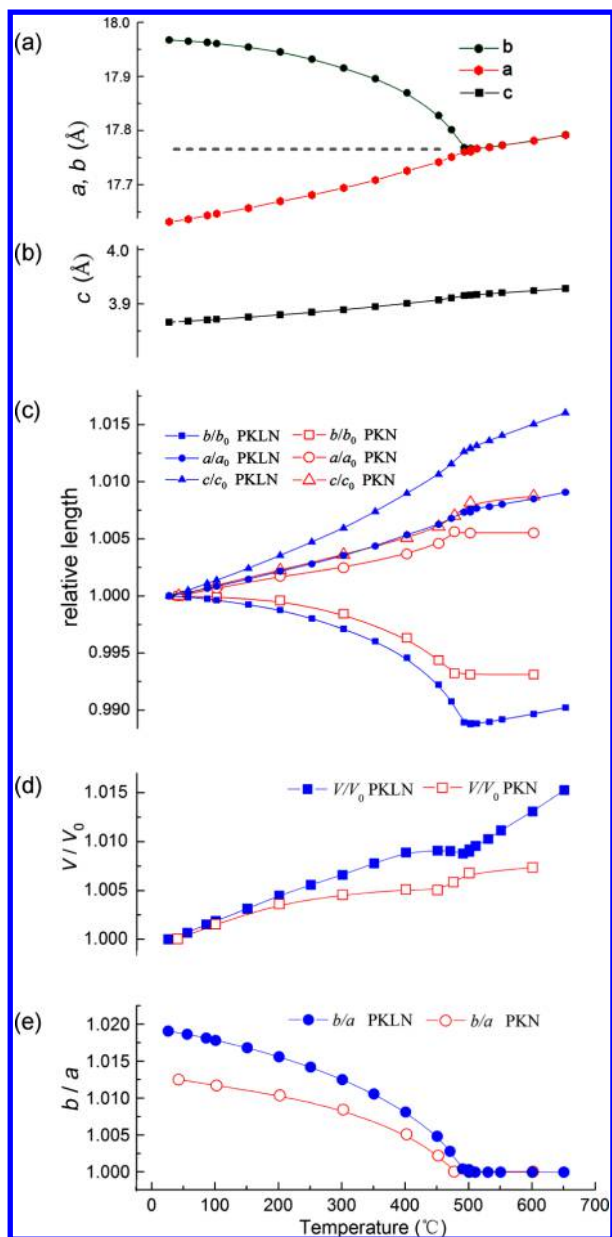 (a)
18.0
17.9
17.8
17.7
a, b (Å)
b
a
c
(b)
4.0
3.9
c (Å)
(c)
1.015
1.010
1.005
1.000
0.995
0.990
relative length
b/b₀ PKLN b/b₀ PKN
a/a₀ PKLN a/a₀ PKN
c/c₀ PKLN c/c₀ PKN
(d)
1.015
1.010
1.005
1.000
V / V₀
V/V₀ PKLN V/V₀ PKN
(e)
1.020
1.015
1.010
1.005
1.000
b / a
b/a PKLN b/a PKN
0 100 200 300 400 500 600 700
Temperature (℃)